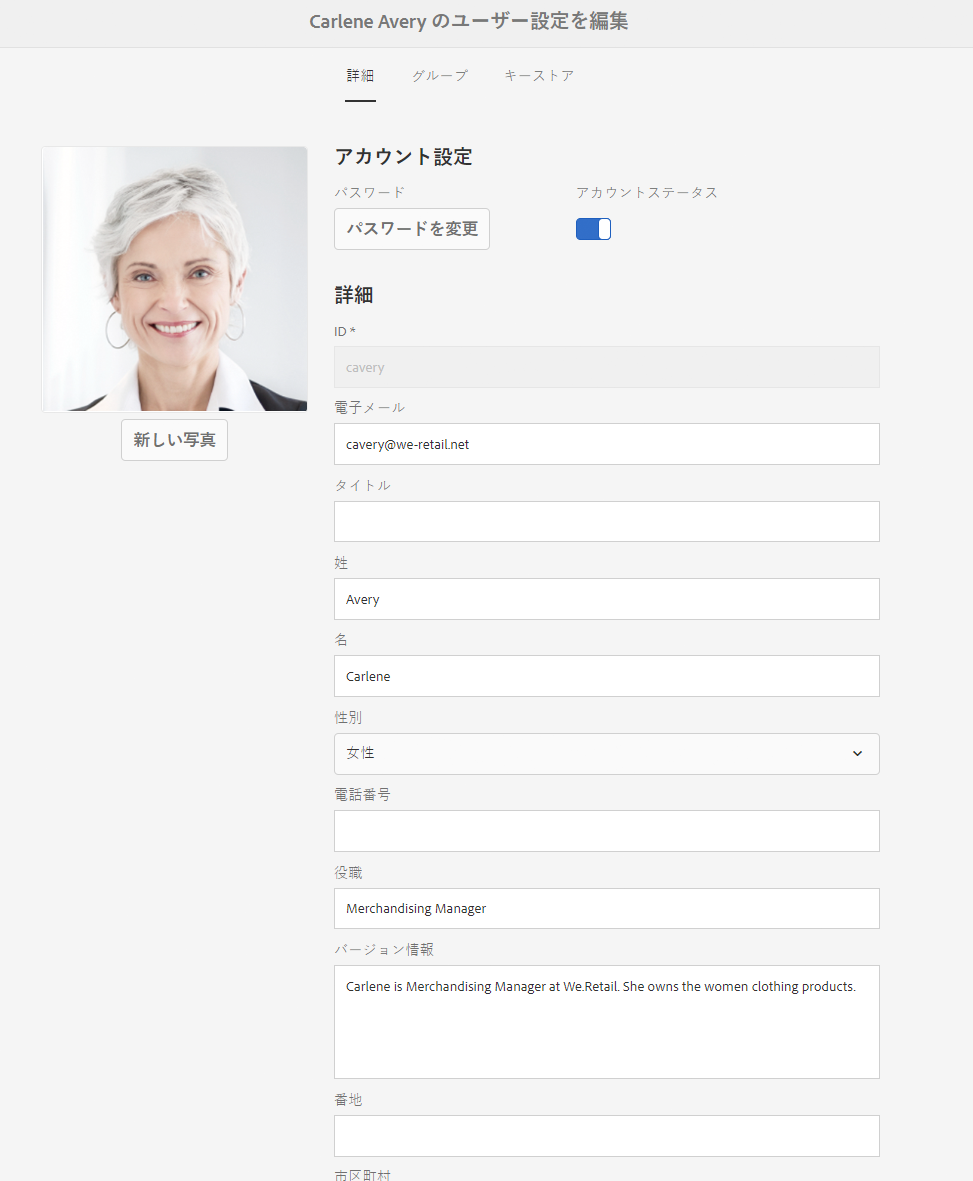 Carlene Avery のユーザー設定を編集
詳細 グループ キーストア
アカウント設定
パスワード アカウントステータス
パスワードを変更
詳細
ID *
cavery
新しい写真
電子メール
cavery@we-retail.net
タイトル
姓
Avery
名
Carlene
性別
女性
電話番号
役職
Merchandising Manager
バージョン情報
Carlene is Merchandising Manager at We.Retail. She owns the women clothing products.
番地
市区町村